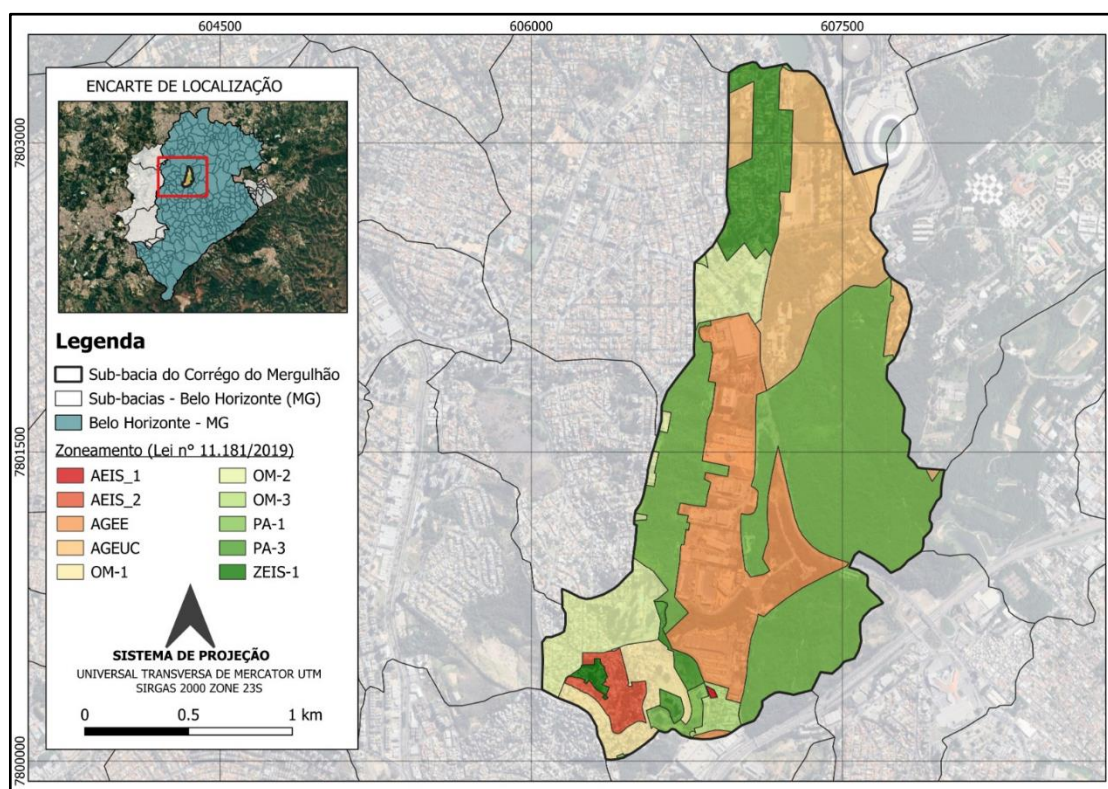 604500
606000
607500
7803000
7801500
7800000
ENCARTE DE LOCALIZAÇÃO
Legenda
Sub-bacia do Corrégo do Mergulhão
Sub-bacias - Belo Horizonte (MG)
Belo Horizonte - MG
Zoneamento (Lei n° 11.181/2019)
AEIS_1
AEIS_2
AGEE
AGEUC
OM-1
OM-2
OM-3
PA-1
PA-3
ZEIS-1
SISTEMA DE PROJEÇÃO
UNIVERSAL TRANSVERSA DE MERCATOR UTM
SIRGAS 2000 ZONE 23S
0 0.5 1 km